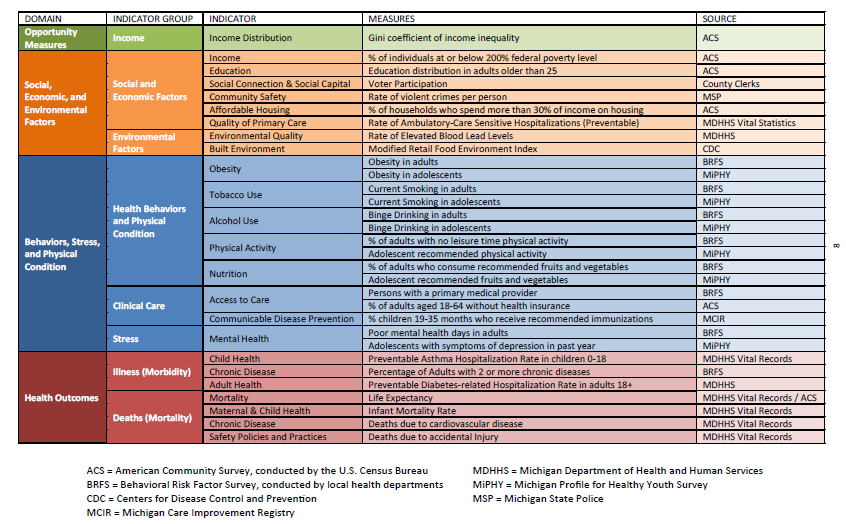 DOMAIN INDICATOR GROUP INDICATOR MEASURES SOURCE
Opportunity Measures Income Income Distribution Gini coefficient of income inequality ACS
Social, Economic, and Environmental Factors Social and Economic Factors Income % of individuals at or below 200% federal poverty level ACS
Education Education distribution in adults older than 25 ACS
Social Connection & Social Capital Voter Participation County Clerks
Community Safety Rate of violent crimes per person MSP
Affordable Housing % of households who spend more than 30% of income on housing ACS
Quality of Primary Care Rate of Ambulatory-Care Sensitive Hospitalizations (Preventable) MDHHS Vital Statistics
Environmental Factors Environmental Quality Rate of Elevated Blood Lead Levels MDHHS
Built Environment Modified Retail Food Environment Index CDC
Behaviors, Stress, and Physical Condition Health Behaviors and Physical Condition Obesity Obesity in adults BRFS
Obesity in adolescents MiPHY
Tobacco Use Current Smoking in adults BRFS
Current Smoking in adolescents MiPHY
Alcohol Use Binge Drinking in adults BRFS
Binge Drinking in adolescents MiPHY
Physical Activity % of adults with no leisure time physical activity BRFS
Adolescent recommended physical activity MiPHY
Nutrition % of adults who consume recommended fruits and vegetables BRFS
Adolescent recommended fruits and vegetables MiPHY
Clinical Care Access to Care Persons with a primary medical provider BRFS
% of adults aged 18-64 without health insurance ACS
Communicable Disease Prevention % children 19-35 months who receive recommended immunizations MCIR
Stress Mental Health Poor mental health days in adults BRFS
Adolescents with symptoms of depression in past year MiPHY
Health Outcomes Illness (Morbidity) Child Health Preventable Asthma Hospitalization Rate in children 0-18 MDHHS Vital Records
Chronic Disease Percentage of Adults with 2 or more chronic diseases BRFS
Adult Health Preventable Diabetes-related Hospitalization Rate in adults 18+ MDHHS
Deaths (Mortality) Mortality Life Expectancy MDHHS Vital Records / ACS
Maternal & Child Health Infant Mortality Rate MDHHS Vital Records
Chronic Disease Deaths due to cardiovascular disease MDHHS Vital Records
Safety Policies and Practices Deaths due to accidental Injury MDHHS Vital Records
8
ACS = American Community Survey, conducted by the U.S. Census Bureau
BRFS = Behavioral Risk Factor Survey, conducted by local health departments
CDC = Centers for Disease Control and Prevention
MCIR = Michigan Care Improvement Registry
MDHHS = Michigan Department of Health and Human Services
MiPHY = Michigan Profile for Healthy Youth Survey
MSP = Michigan State Police